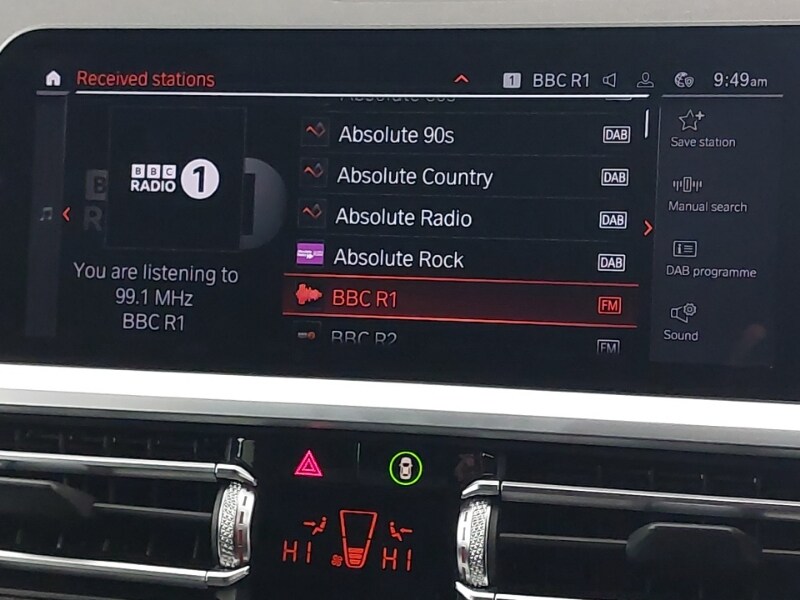 Received stations
1 BBC R1
9:49am
Absolute 90s DAB
Absolute Country DAB
Absolute Radio DAB
Absolute Rock DAB
BBC R1 FM
BBC R2 FM
BBC
RADIO 1
You are listening to
99.1 MHz
BBC R1
Save station
Manual search
DAB programme
Sound
HI HI